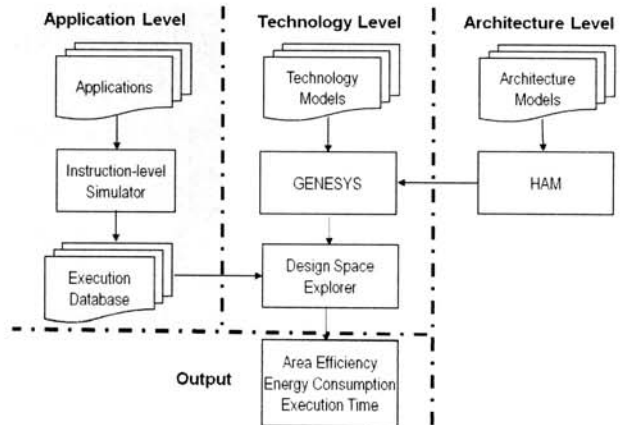 Application Level
Technology Level
Architecture Level
Applications
Technology
Models
Architecture
Models
Instruction-level
Simulator
GENESYS
HAM
Execution
Database
Design Space
Explorer
Output
Area Efficiency
Energy Consumption
Execution Time